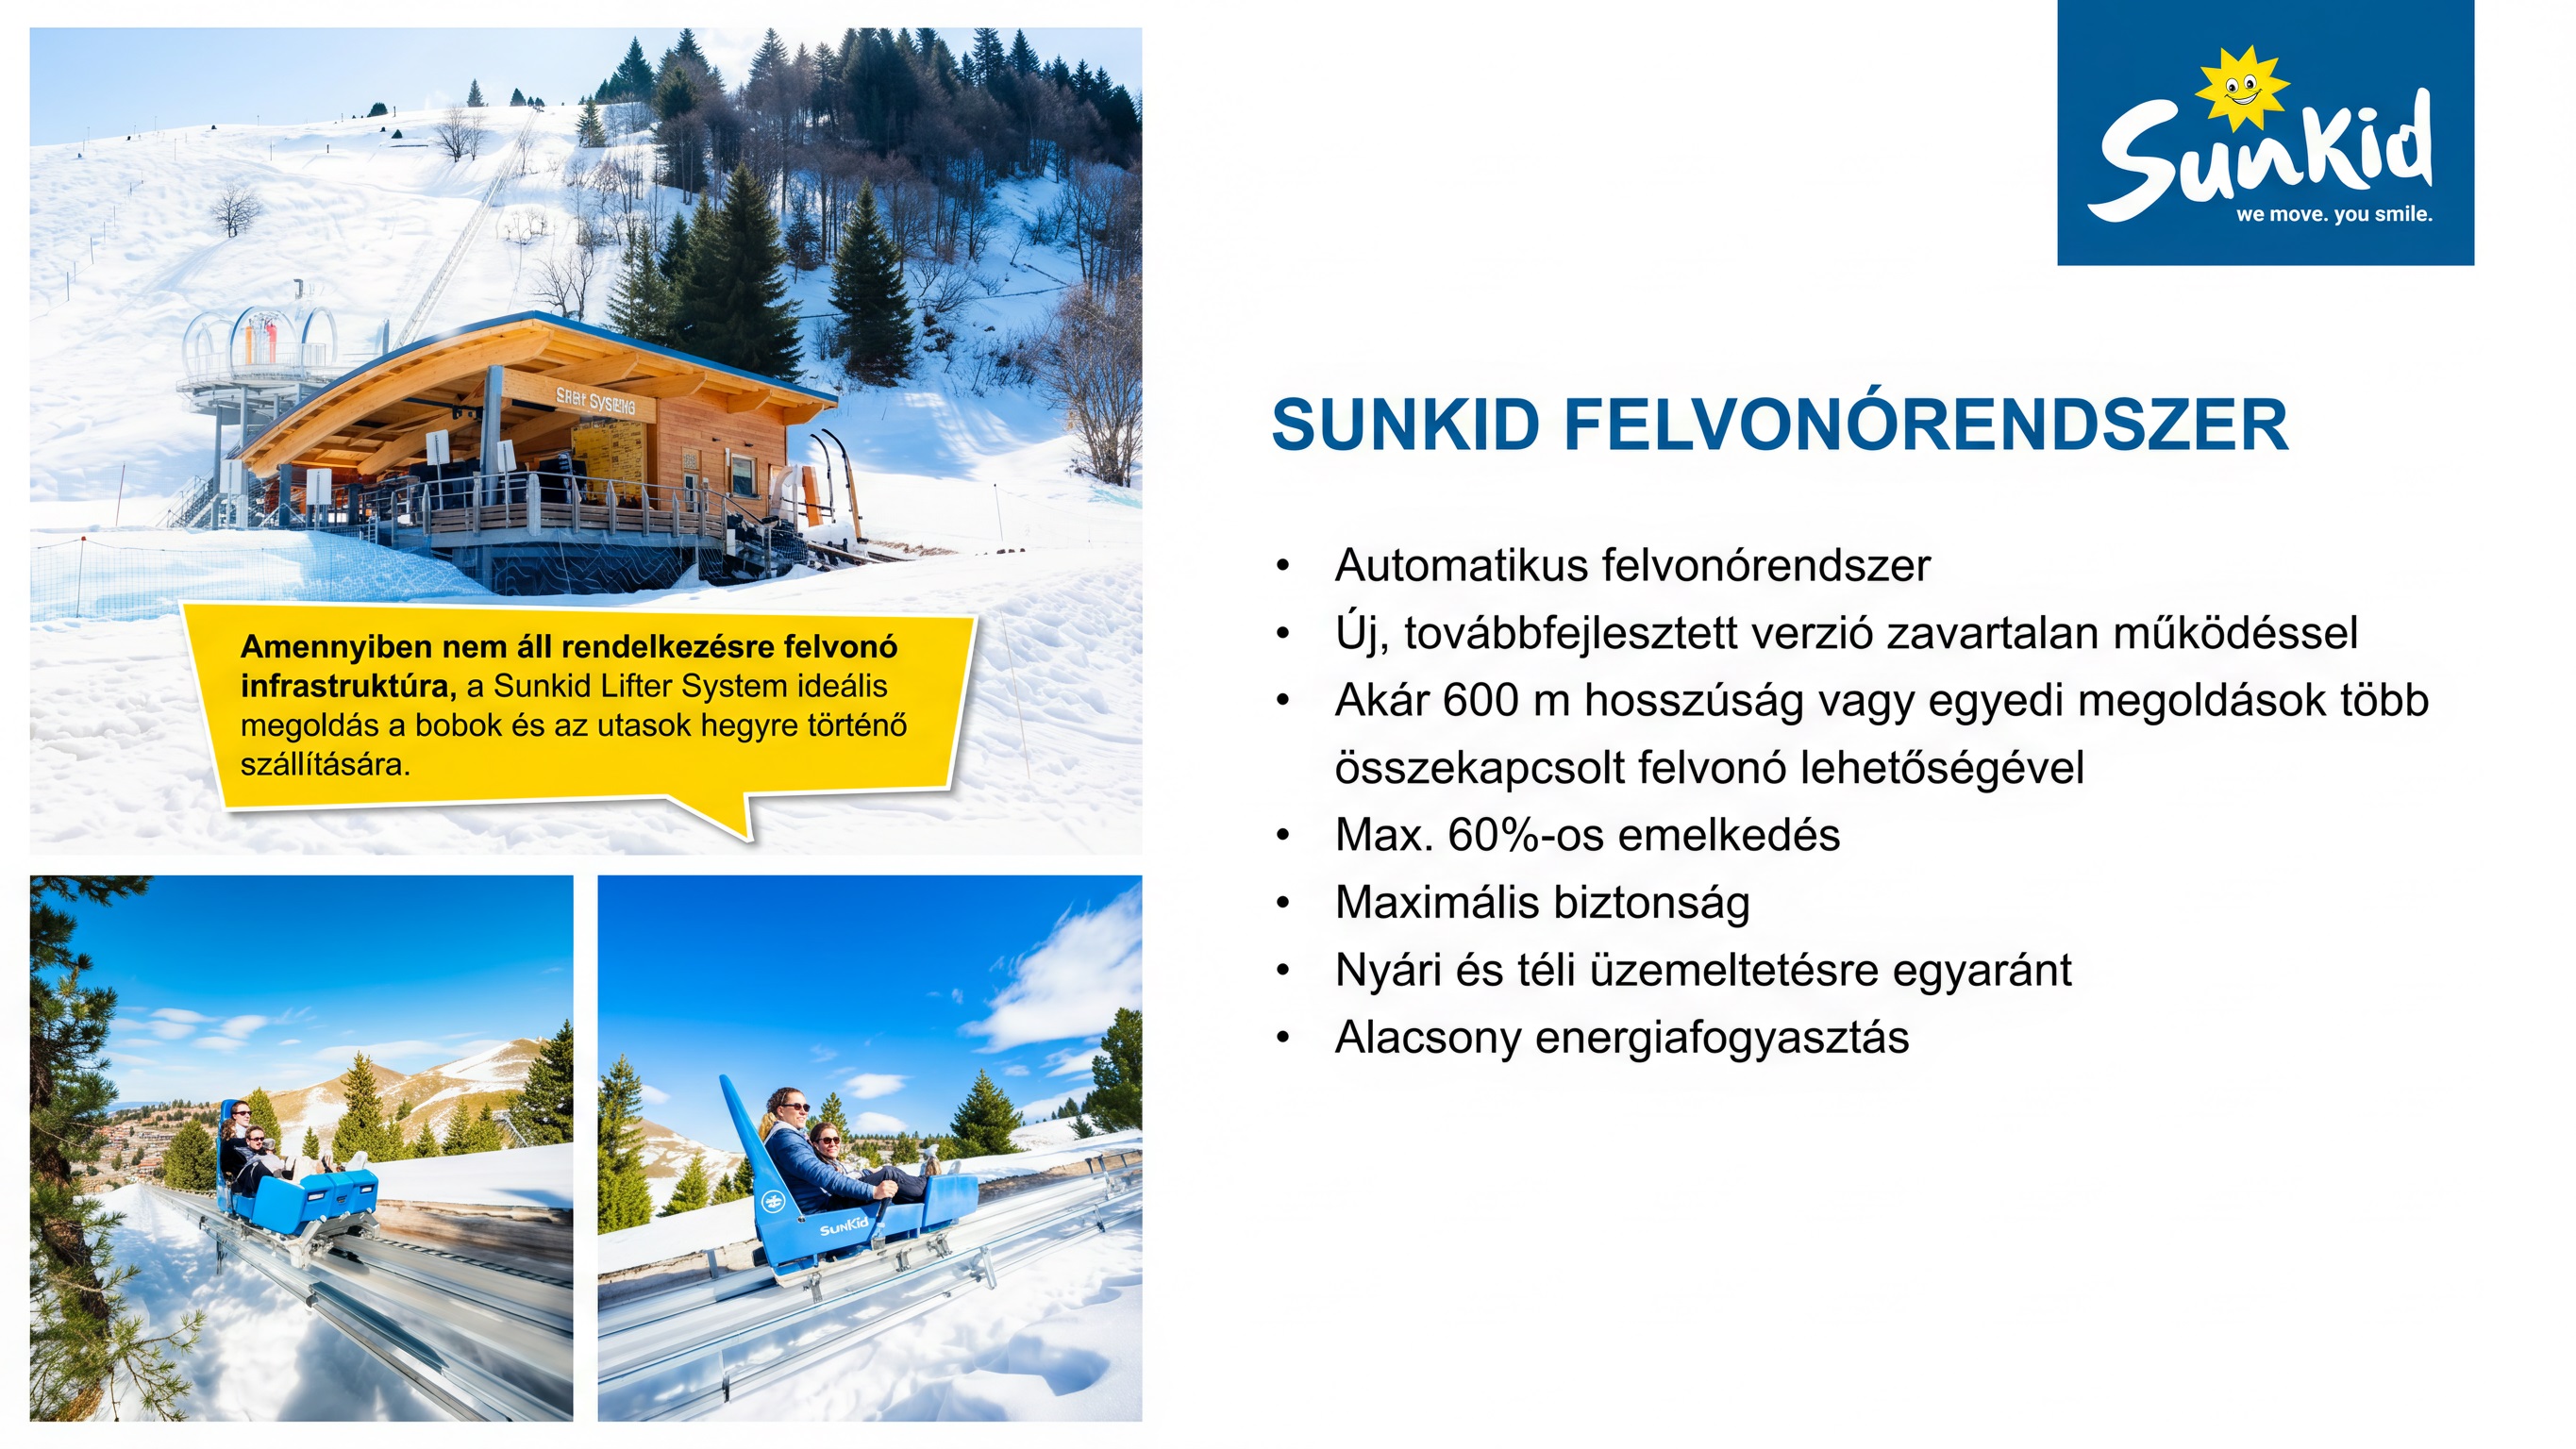 Sunkid
we move. you smile.
SUNKID FELVONÓRENDSZER
• Automatikus felvonórendszer
• Új, továbbfejlesztett verzió zavartalan működéssel
• Akár 600 m hosszúság vagy egyedi megoldások több
összekapcsolt felvonó lehetőségével
• Max. 60%-os emelkedés
• Maximális biztonság
• Nyári és téli üzemeltetésre egyaránt
• Alacsony energiafogyasztás
Amennyiben nem áll rendelkezésre felvonó
infrastruktúra, a Sunkid Lifter System ideális
megoldás a bobok és az utasok hegyre történő
szállítására.
SunKid